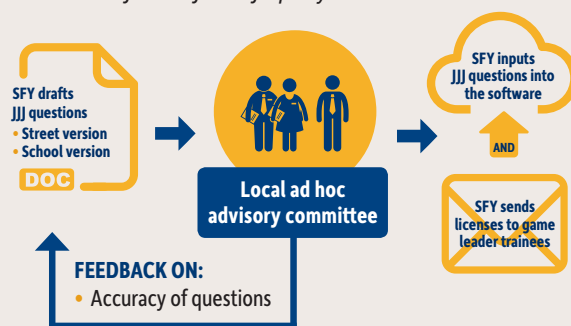 SFY drafts
JJJ questions
• Street version
• School version
DOC
Local ad hoc
advisory committee
SFY inputs
JJJ questions into
the software
AND
SFY sends
licenses to game
leader trainees
FEEDBACK ON:
• Accuracy of questions